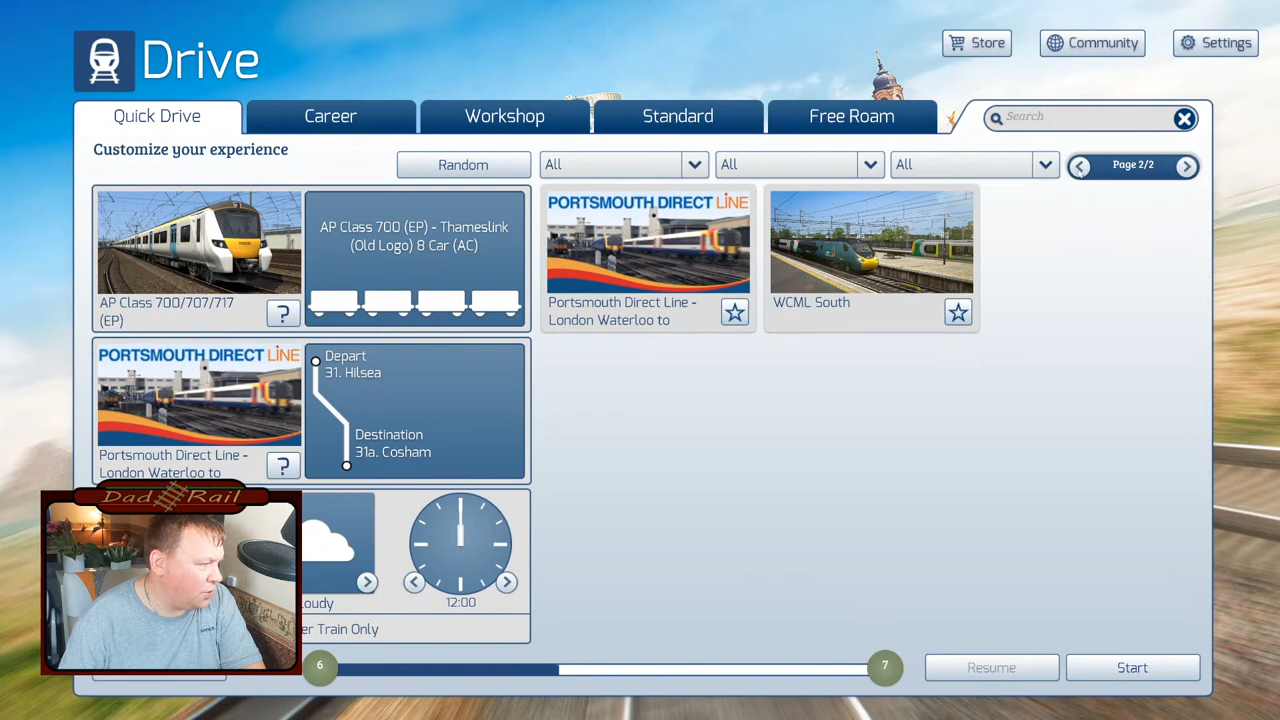 Drive
Store
Community
Settings
Quick Drive
Career
Workshop
Standard
Free Roam
Search
Customize your experience
Random
All
All
All
Page 2/2
AP Class 700/707/717
(EP)
?
AP Class 700 (EP) - Thameslink
(Old Logo) 8 Car (AC)
PORTSMOUTH DIRECT LINE
Portsmouth Direct Line -
London Waterloo to
WCML South
PORTSMOUTH DIRECT LINE
Portsmouth Direct Line -
London Waterloo to
?
Depart
31. Hilsea
Destination
31a. Cosham
Dad Rail
loudy
12:00
er Train Only
6
7
Resume
Start